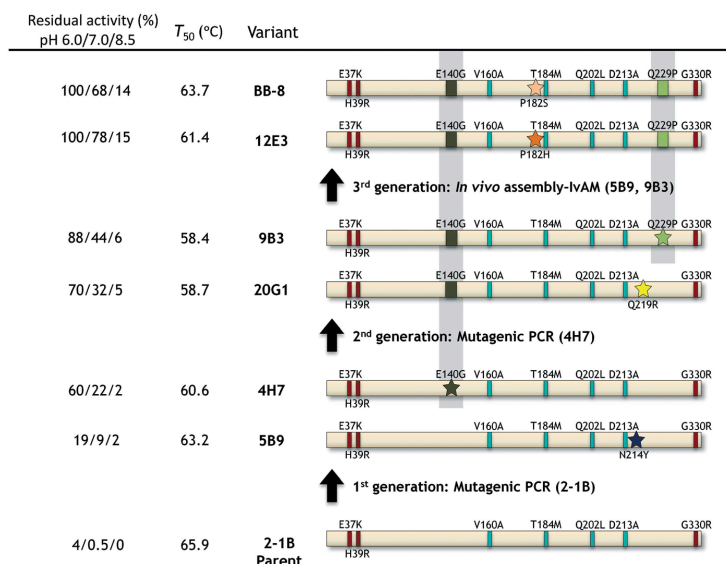 Residual activity (%)
pH 6.0/7.0/8.5
T50 (°C)
Variant
100/68/14
63.7
BB-8
E37K E140G V160A T184M Q202L D213A Q229P G330R
H39R P182S
100/78/15
61.4
12E3
E37K E140G V160A T184M Q202L D213A Q229P G330R
H39R P182H
3rd generation: In vivo assembly-IvAM (5B9, 9B3)
88/44/6
58.4
9B3
E37K E140G V160A T184M Q202L D213A Q229P G330R
H39R
70/32/5
58.7
20G1
E37K E140G V160A T184M Q202L D213A G330R
H39R Q219R
2nd generation: Mutagenic PCR (4H7)
60/22/2
60.6
4H7
E37K E140G V160A T184M Q202L D213A G330R
H39R
19/9/2
63.2
5B9
E37K V160A T184M Q202L D213A G330R
H39R N214Y
1st generation: Mutagenic PCR (2-1B)
4/0.5/0
65.9
2-1B
Parent
E37K V160A T184M Q202L D213A G330R
H39R